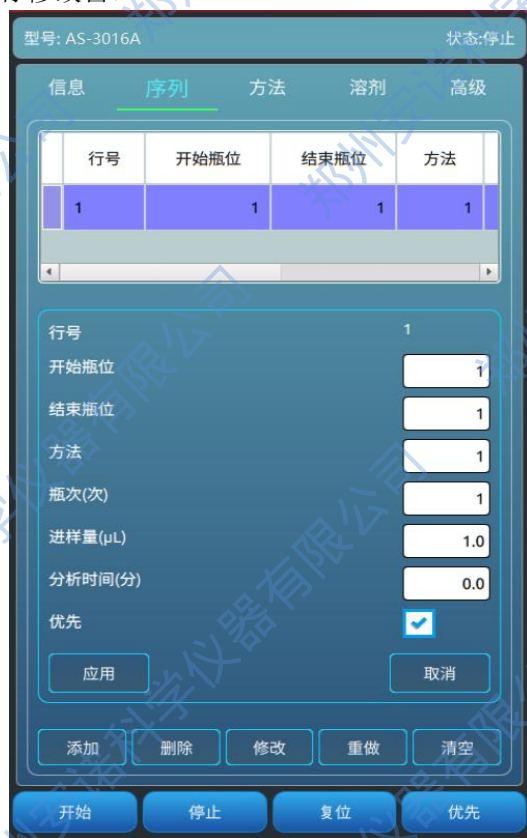 型号: AS-3016A 状态:停止
信息 序列 方法 溶剂 高级
行号 开始瓶位 结束瓶位 方法
1 1 1 1
行号 1
开始瓶位 1
结束瓶位 1
方法 1
瓶次(次) 1
进样量(μL) 1.0
分析时间(分) 0.0
优先
应用 取消
添加 删除 修改 重做 清空
开始 停止 复位 优先